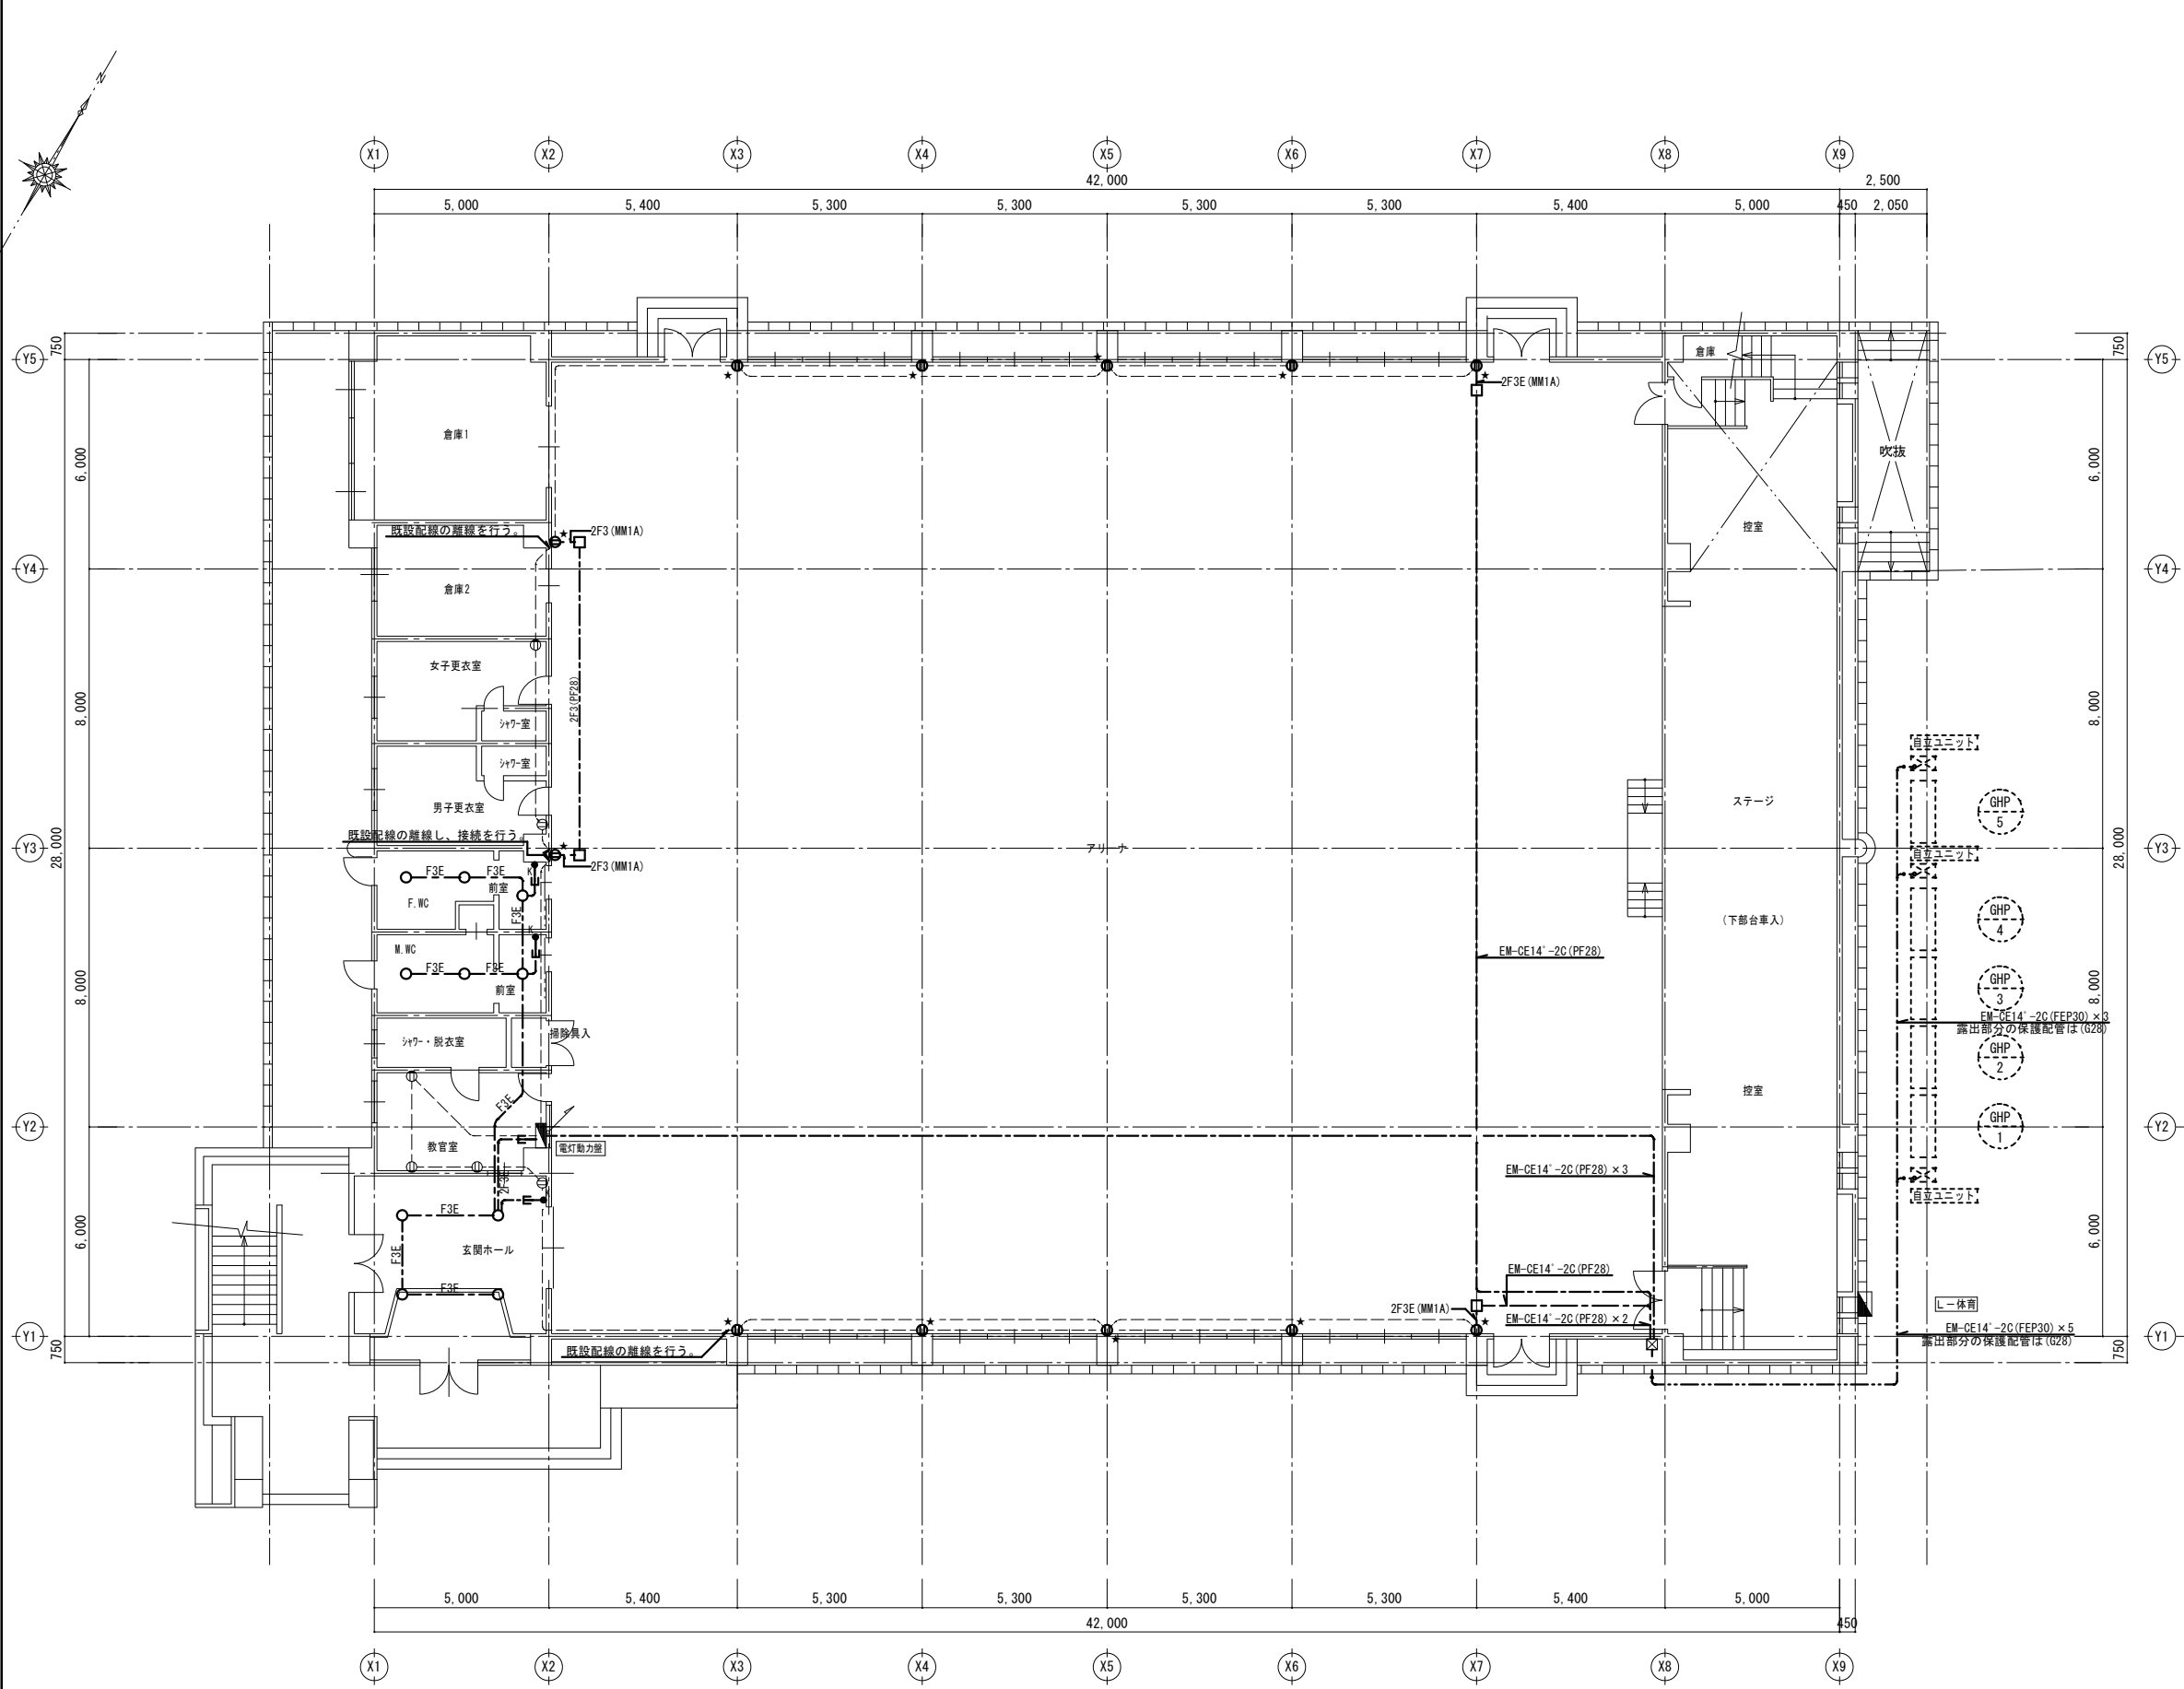 N
X1 X2 X3 X4 X5 X6 X7 X8 X9
42,000 2,500
5,000 5,400 5,300 5,300 5,300 5,300 5,400 5,000 450 2,050
750 750
Y5 Y5
倉庫
2F3E(MM1A)
倉庫1
吹抜
6,000 6,000
既設配線の離線を行う。
2F3(MM1A)
控室
Y4 Y4
倉庫2
女子更衣室
2F3(PF28)
8,000 8,000
シャワー室
自立ユニット
シャワー室
ステージ
男子更衣室
GHP
5
既設配線の離線し、接続を行う。
Y3 28,000 アリーナ 28,000 Y3
自立ユニット
2F3(MM1A)
F3E F3E K
前室
F.WC
F3E
(下部台車入)
GHP
4
K
M.WC
EM-CE14°-2C(PF28)
F3E F3E
前室
8,000 8,000
GHP
3
EM-CE14°-2C(FEP30)×3
露出部分の保護配管は(G28)
シャワー・脱衣室
掃除具入
GHP
2
控室
F3E
GHP
1
Y2 Y2
教官室
電灯動力盤
EM-CE14°-2C(PF28)×3
2F3E
自立ユニット
F3E
6,000 6,000
玄関ホール
F3E
EM-CE14°-2C(PF28)
F3E
2F3E(MM1A)
L-体育
EM-CE14°-2C(PF28)×2
EM-CE14°-2C(FEP30)×5
露出部分の保護配管は(G28)
Y1 Y1
既設配線の離線を行う。
750 750
5,000 5,400 5,300 5,300 5,300 5,300 5,400 5,000
42,000 450
X1 X2 X3 X4 X5 X6 X7 X8 X9